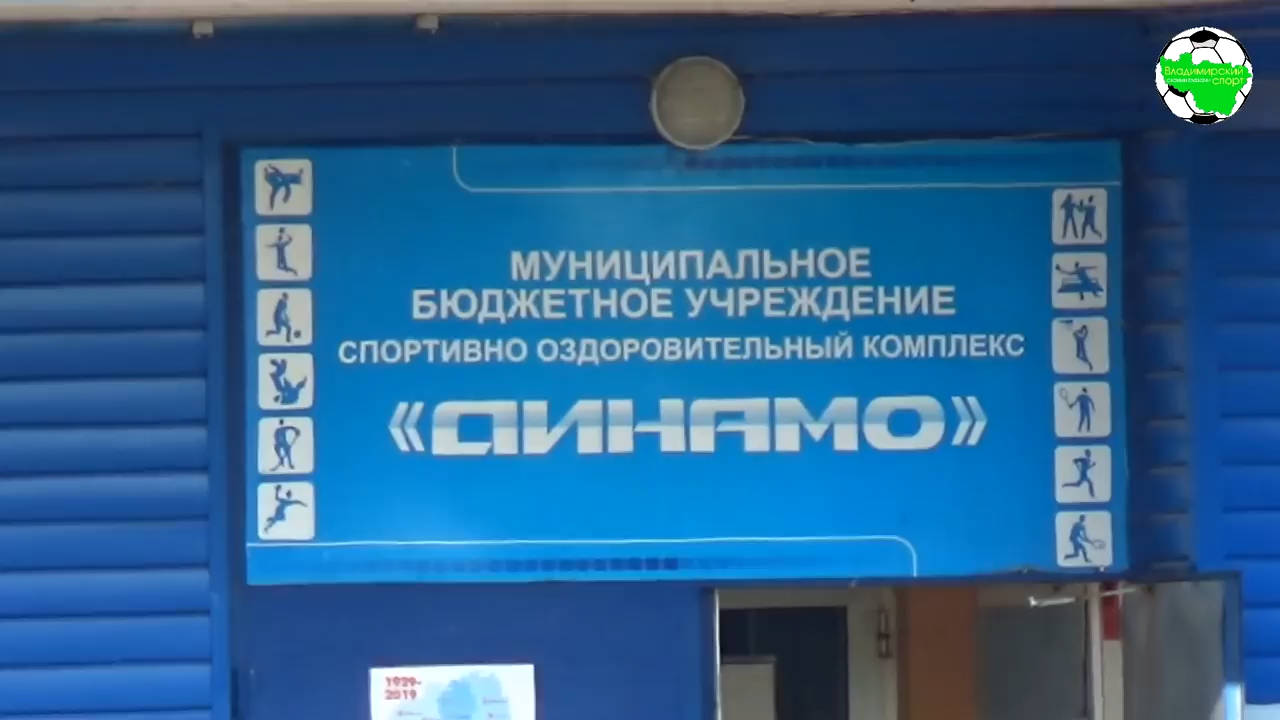 Владимирский
спорт
МУНИЦИПАЛЬНОЕ
БЮДЖЕТНОЕ УЧРЕЖДЕНИЕ
СПОРТИВНО ОЗДОРОВИТЕЛЬНЫЙ КОМПЛЕКС
«ДИНАМО»
1929-
2019